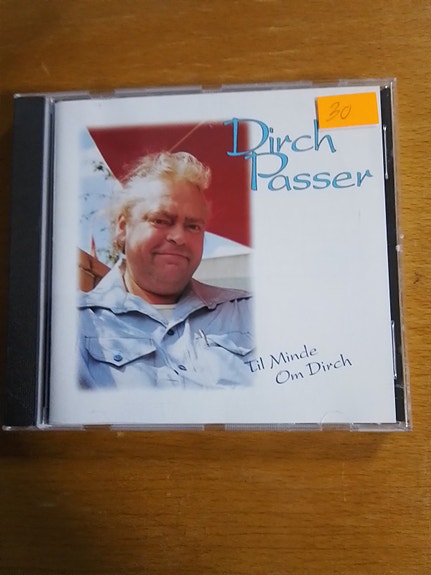 30
Dirch
Passer
Til Minde
Om Dirch